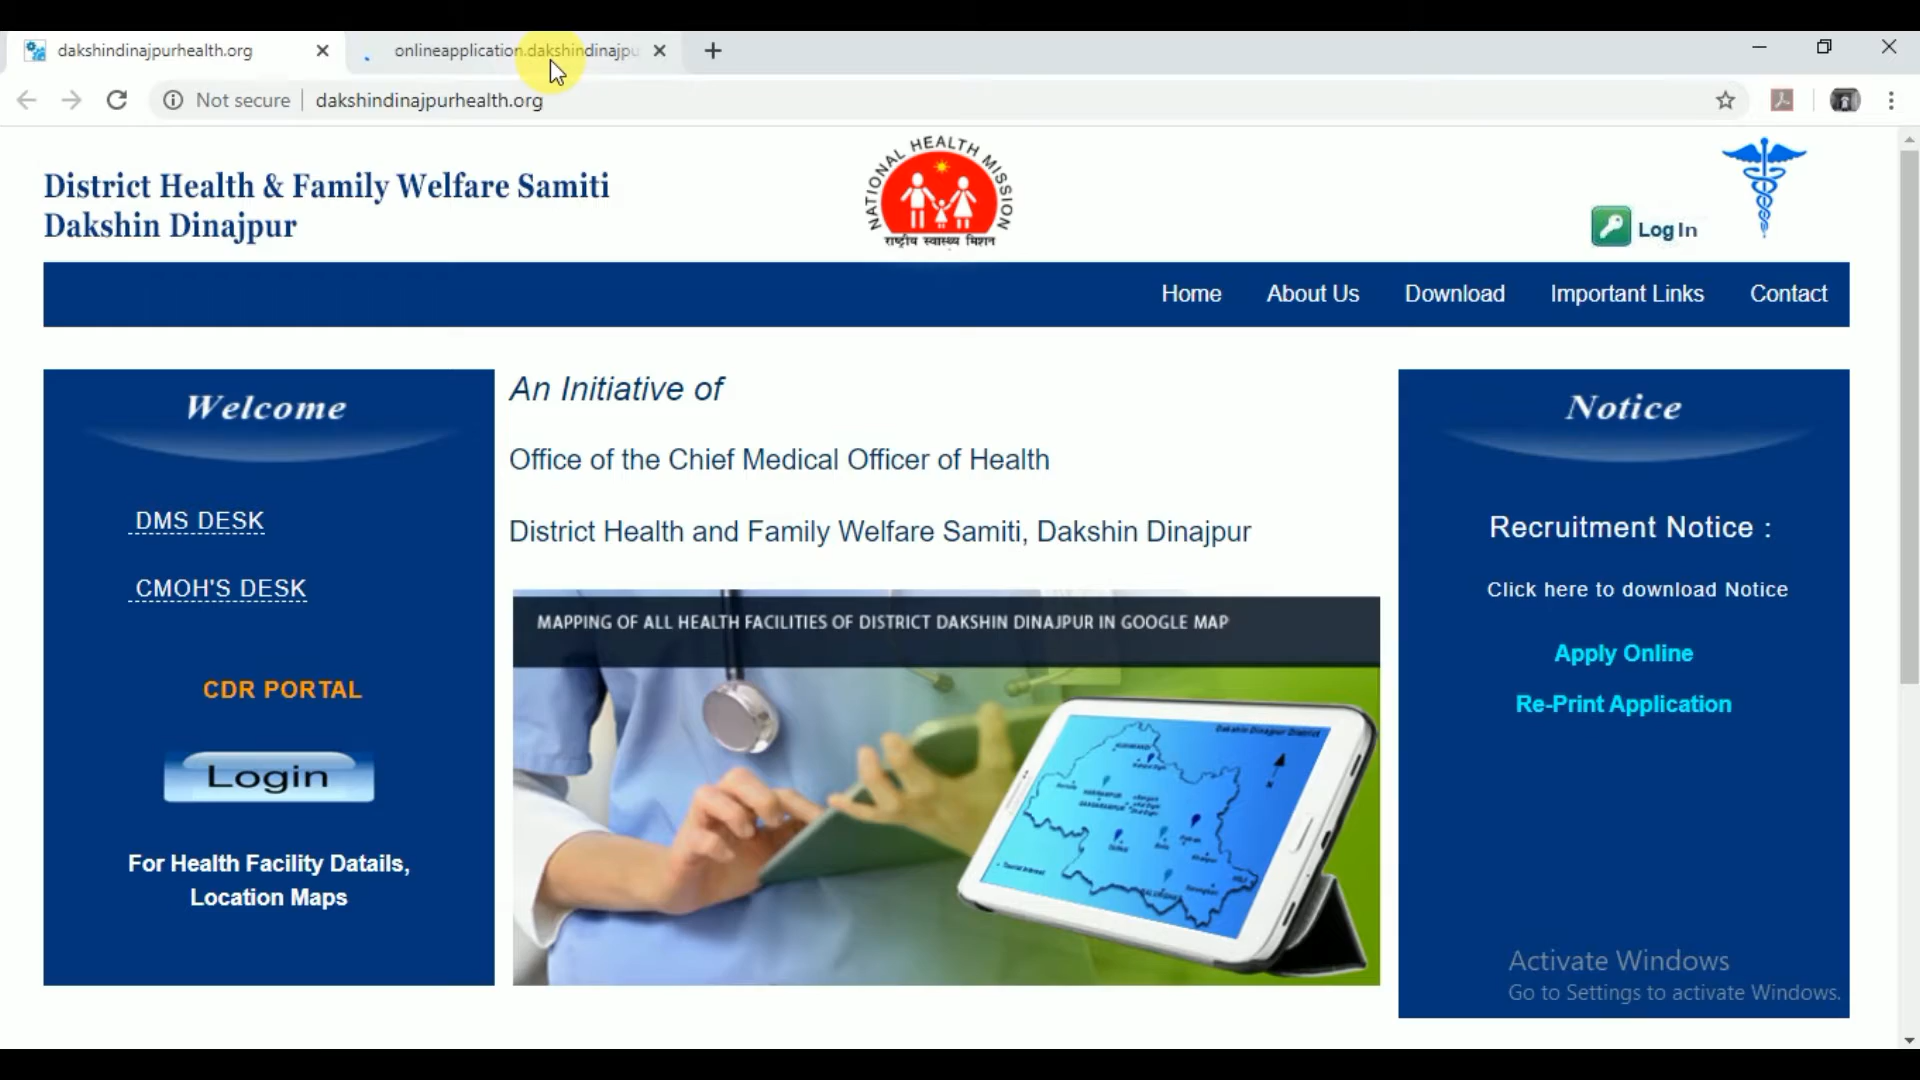 dakshindinajpurhealth.org
onlineapplication.dakshindinajpu
Not secure
dakshindinajpurhealth.org
District Health & Family Welfare Samiti
Dakshin Dinajpur
NATIONAL HEALTH MISSION
राष्ट्रीय स्वास्थ्य मिशन
Log In
Home
About Us
Download
Important Links
Contact
Welcome
DMS DESK
CMOH'S DESK
CDR PORTAL
Login
For Health Facility Datails,
Location Maps
An Initiative of
Office of the Chief Medical Officer of Health
District Health and Family Welfare Samiti, Dakshin Dinajpur
MAPPING OF ALL HEALTH FACILITIES OF DISTRICT DAKSHIN DINAJPUR IN GOOGLE MAP
Dakshin Dinajpur District
Notice
Recruitment Notice :
Click here to download Notice
Apply Online
Re-Print Application
Activate Windows
Go to Settings to activate Windows.